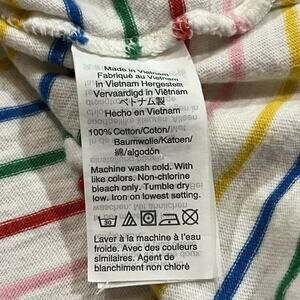 Made in Vietnam
Fabriqué au Vietnam
in Vietnam Hergestellt
Vervaardigd in Viëtnam
ベトナム製
Hecho en Vietnam
100% Cotton/Coton/
Baumwolle/Katoen/
綿/algodón
Machine wash cold. With
like colors. Non-chlorine
bleach only. Tumble dry
low. Iron on lowest setting
30
Laver à la machine à l'eau
froide. Avec des couleurs
similaires. Agent de
blanchiment non chloré